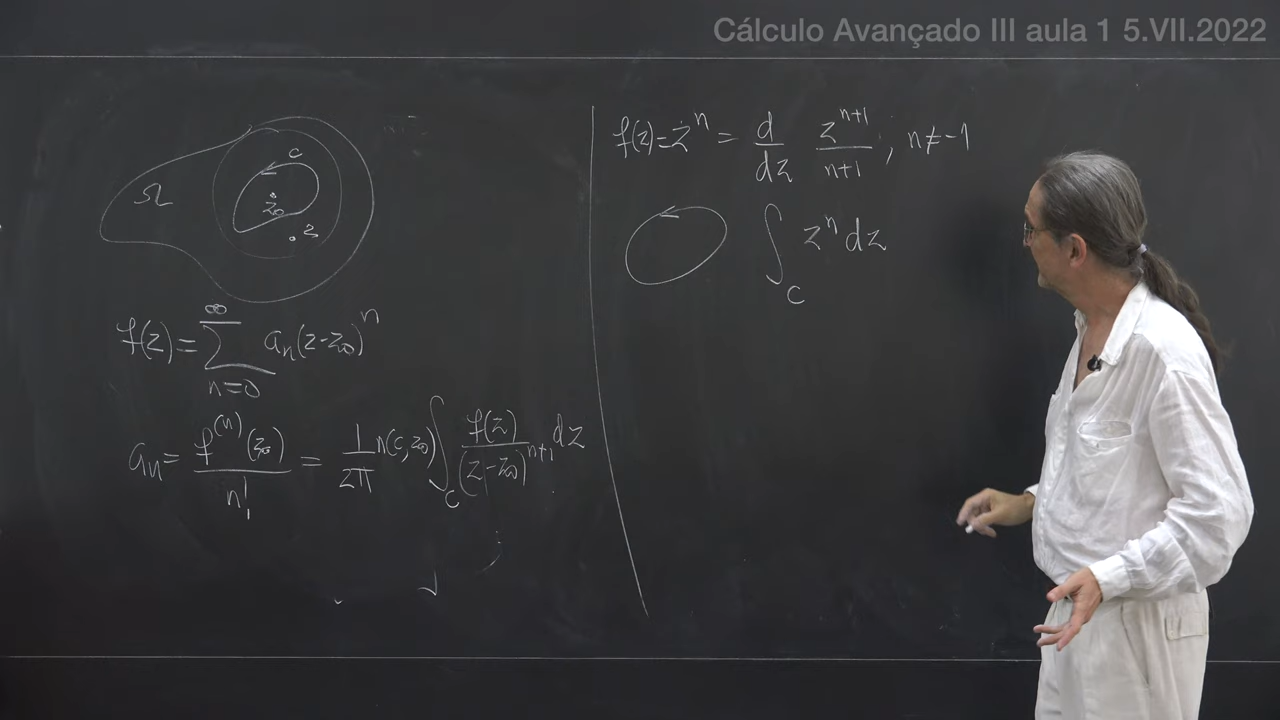 Cálculo Avançado III aula 1 5.VII.2022
Ω
C
z₀
. z
f(z) = ∑_{n=0}^{∞} aₙ(z-z₀)ⁿ
aₙ = f⁽ⁿ⁾(z₀)/n! = 1/2π n(C,z₀) ∫_C f(z)/(z-z₀)ⁿ⁺¹ dz
f(z) = zⁿ = d/dz zⁿ⁺¹/n+1 , n ≠ -1
∫_C zⁿ dz